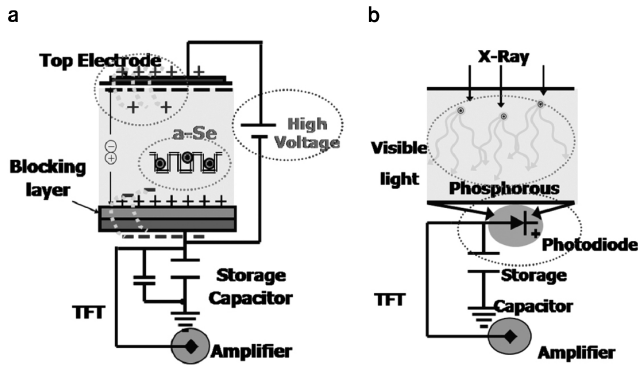 a
Top Electrode
a-Se
High
Voltage
Blocking
layer
Storage
Capacitor
TFT
Amplifier
b
X-Ray
Visible
light
Phosphorous
Photodiode
Storage
Capacitor
TFT
Amplifier